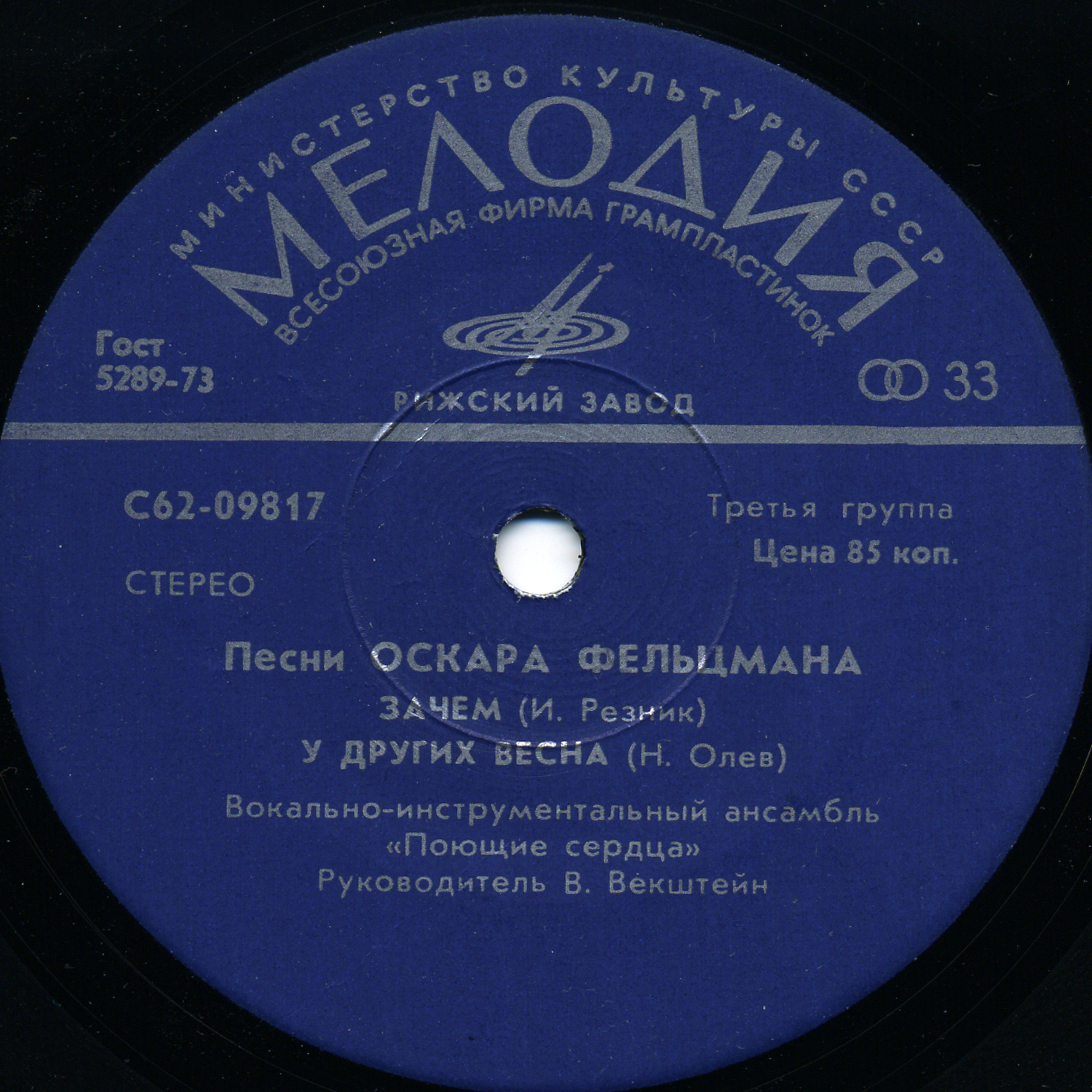 МИНИСТЕРСТВО КУЛЬТУРЫ СССР
МЕЛОДИЯ
ВСЕСОЮЗНАЯ ФИРМА ГРАМПЛАСТИНОК
Гост
5289-73
33
РИЖСКИЙ ЗАВОД
С62-09817
Третья группа
Цена 85 коп.
СТЕРЕО
Песни ОСКАРА ФЕЛЬЦМАНА
ЗАЧЕМ (И. Резник)
У ДРУГИХ ВЕСНА (Н. Олев)
Вокально-инструментальный ансамбль
«Поющие сердца»
Руководитель В. Векштейн